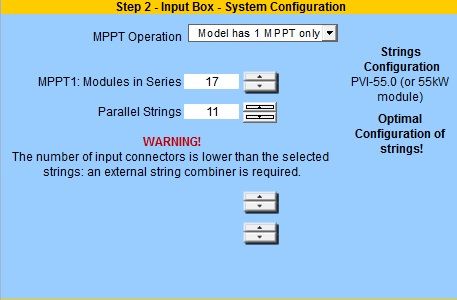 Step 2 - Input Box - System Configuration
MPPT Operation Model has 1 MPPT only
MPPT1: Modules in Series 17
Parallel Strings 11
WARNING!
The number of input connectors is lower than the selected
strings: an external string combiner is required.
Strings
Configuration
PVI-55.0 (or 55kW
module)
Optimal
Configuration of
strings!